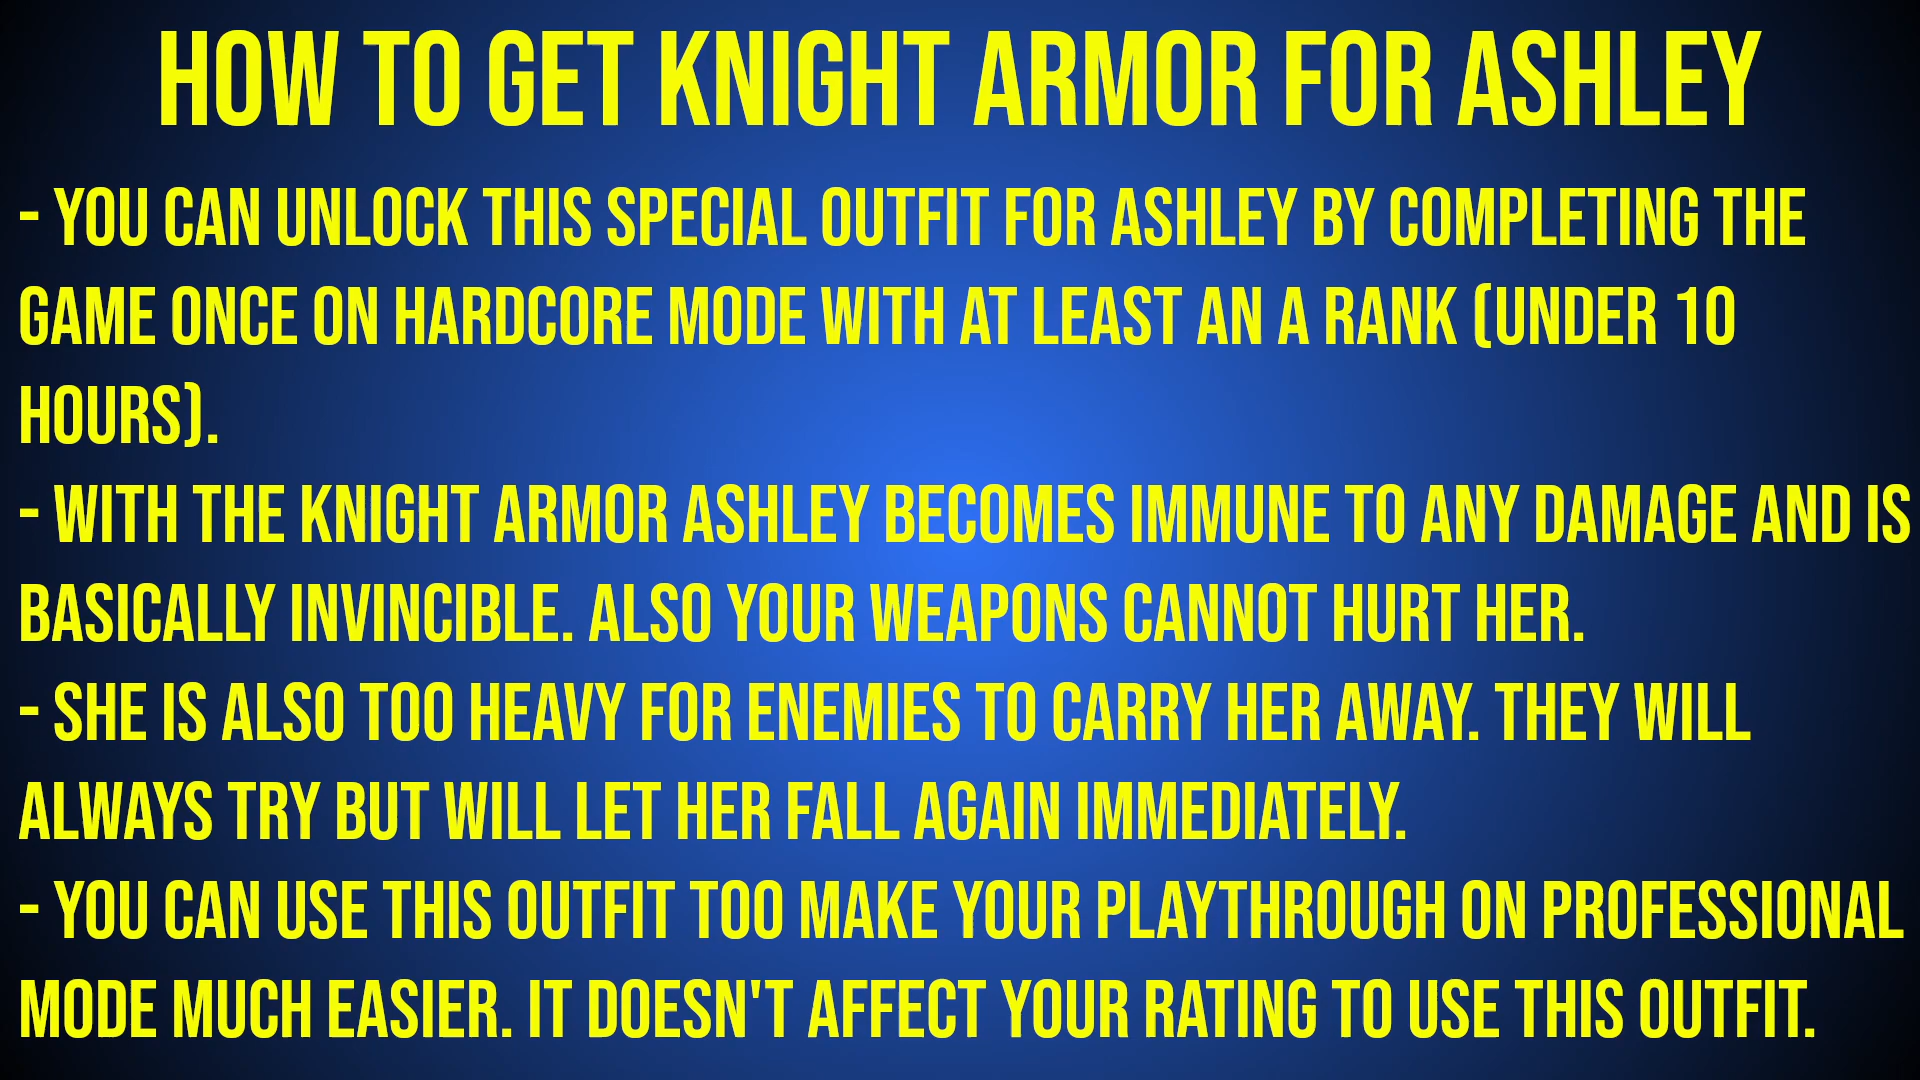 HOW TO GET KNIGHT ARMOR FOR ASHLEY
- YOU CAN UNLOCK THIS SPECIAL OUTFIT FOR ASHLEY BY COMPLETING THE
GAME ONCE ON HARDCORE MODE WITH AT LEAST AN A RANK (UNDER 10
HOURS).
- WITH THE KNIGHT ARMOR ASHLEY BECOMES IMMUNE TO ANY DAMAGE AND IS
BASICALLY INVINCIBLE. ALSO YOUR WEAPONS CANNOT HURT HER.
- SHE IS ALSO TOO HEAVY FOR ENEMIES TO CARRY HER AWAY. THEY WILL
ALWAYS TRY BUT WILL LET HER FALL AGAIN IMMEDIATELY.
- YOU CAN USE THIS OUTFIT TOO MAKE YOUR PLAYTHROUGH ON PROFESSIONAL
MODE MUCH EASIER. IT DOESN'T AFFECT YOUR RATING TO USE THIS OUTFIT.